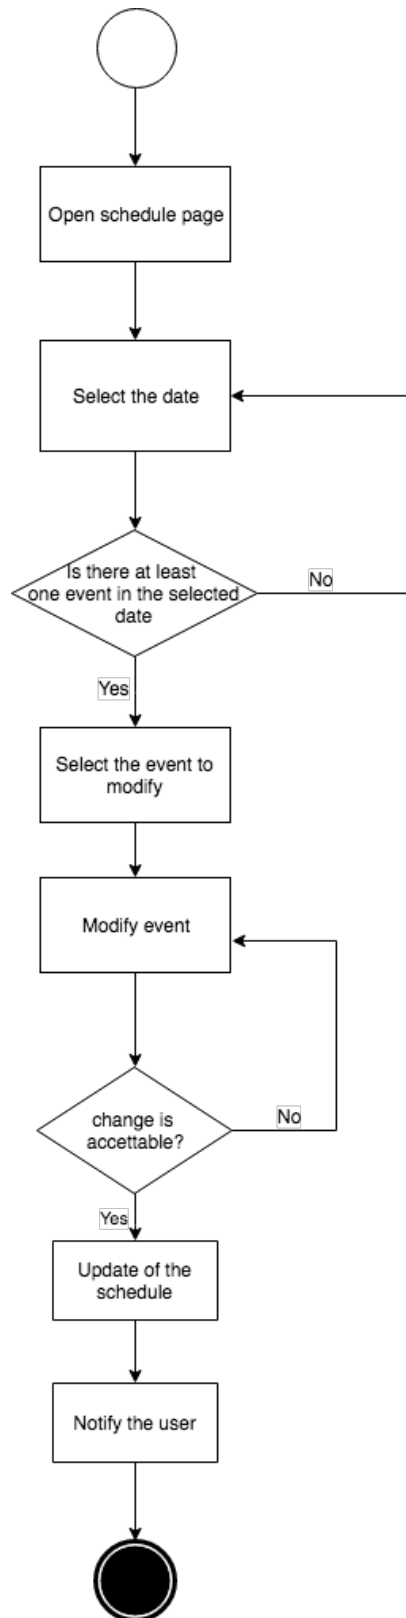 Open schedule page
Select the date
Is there at least
one event in the selected
date
No
Yes
Select the event to
modify
Modify event
change is
accettable?
No
Yes
Update of the
schedule
Notify the user